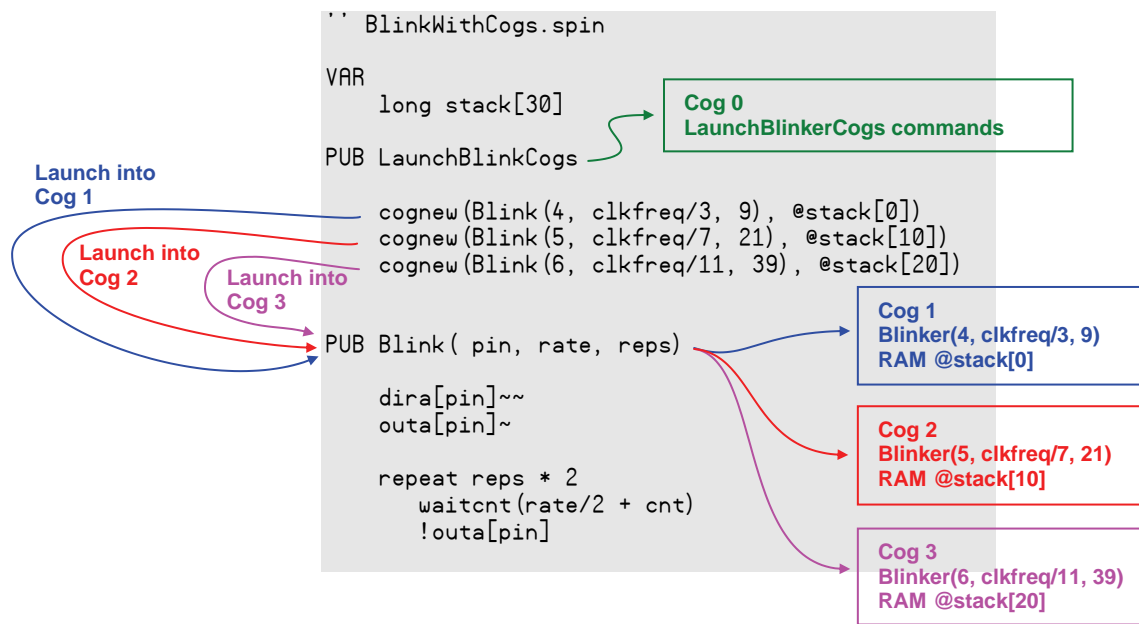 '' BlinkWithCogs.spin
VAR
long stack[30]
PUB LaunchBlinkCogs
cognew(Blink(4, clkfreq/3, 9), @stack[0])
cognew(Blink(5, clkfreq/7, 21), @stack[10])
cognew(Blink(6, clkfreq/11, 39), @stack[20])
PUB Blink( pin, rate, reps)
dira[pin]~~
outa[pin]~
repeat reps * 2
waitcnt(rate/2 + cnt)
!outa[pin]
Launch into
Cog 1
Launch into
Cog 2
Launch into
Cog 3
Cog 0
LaunchBlinkerCogs commands
Cog 1
Blinker(4, clkfreq/3, 9)
RAM @stack[0]
Cog 2
Blinker(5, clkfreq/7, 21)
RAM @stack[10]
Cog 3
Blinker(6, clkfreq/11, 39)
RAM @stack[20]